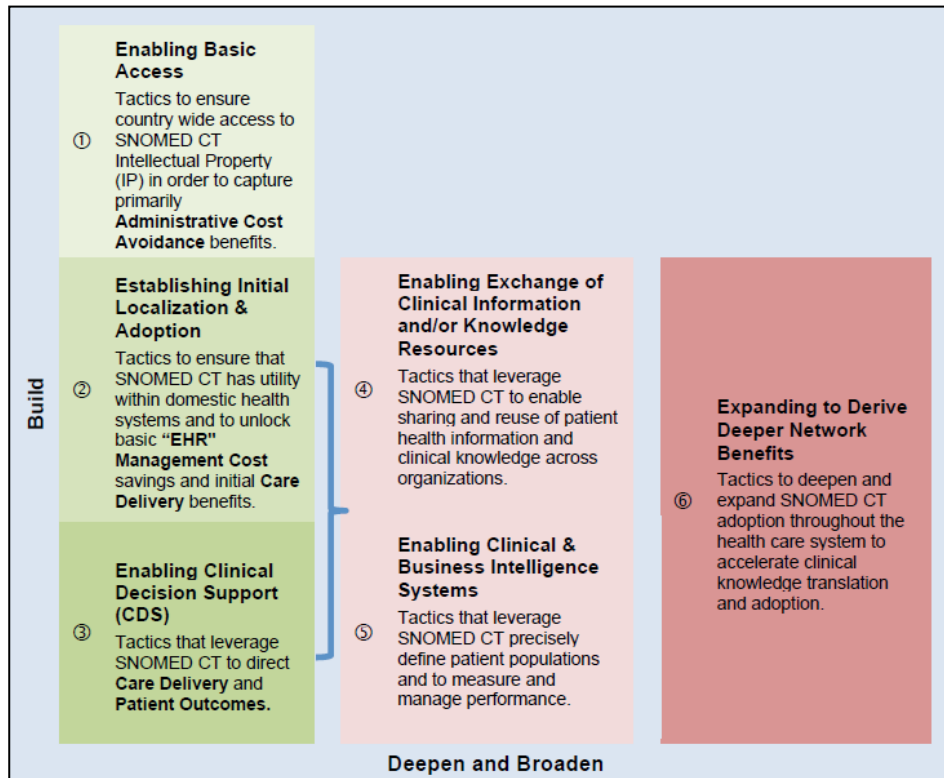 Build
①
Enabling Basic
Access
Tactics to ensure
country wide access to
SNOMED CT
Intellectual Property
(IP) in order to capture
primarily
Administrative Cost
Avoidance benefits.
②
Establishing Initial
Localization &
Adoption
Tactics to ensure that
SNOMED CT has utility
within domestic health
systems and to unlock
basic “EHR"
Management Cost
savings and initial Care
Delivery benefits.
③
Enabling Clinical
Decision Support
(CDS)
Tactics that leverage
SNOMED CT to direct
Care Delivery and
Patient Outcomes.
④
Enabling Exchange of
Clinical Information
and/or Knowledge
Resources
Tactics that leverage
SNOMED CT to enable
sharing and reuse of patient
health information and
clinical knowledge across
organizations.
⑤
Enabling Clinical &
Business Intelligence
Systems
Tactics that leverage
SNOMED CT precisely
define patient populations
and to measure and
manage performance.
⑥
Expanding to Derive
Deeper Network
Benefits
Tactics to deepen and
expand SNOMED CT
adoption throughout the
health care system to
accelerate clinical
knowledge translation
and adoption.
Deepen and Broaden